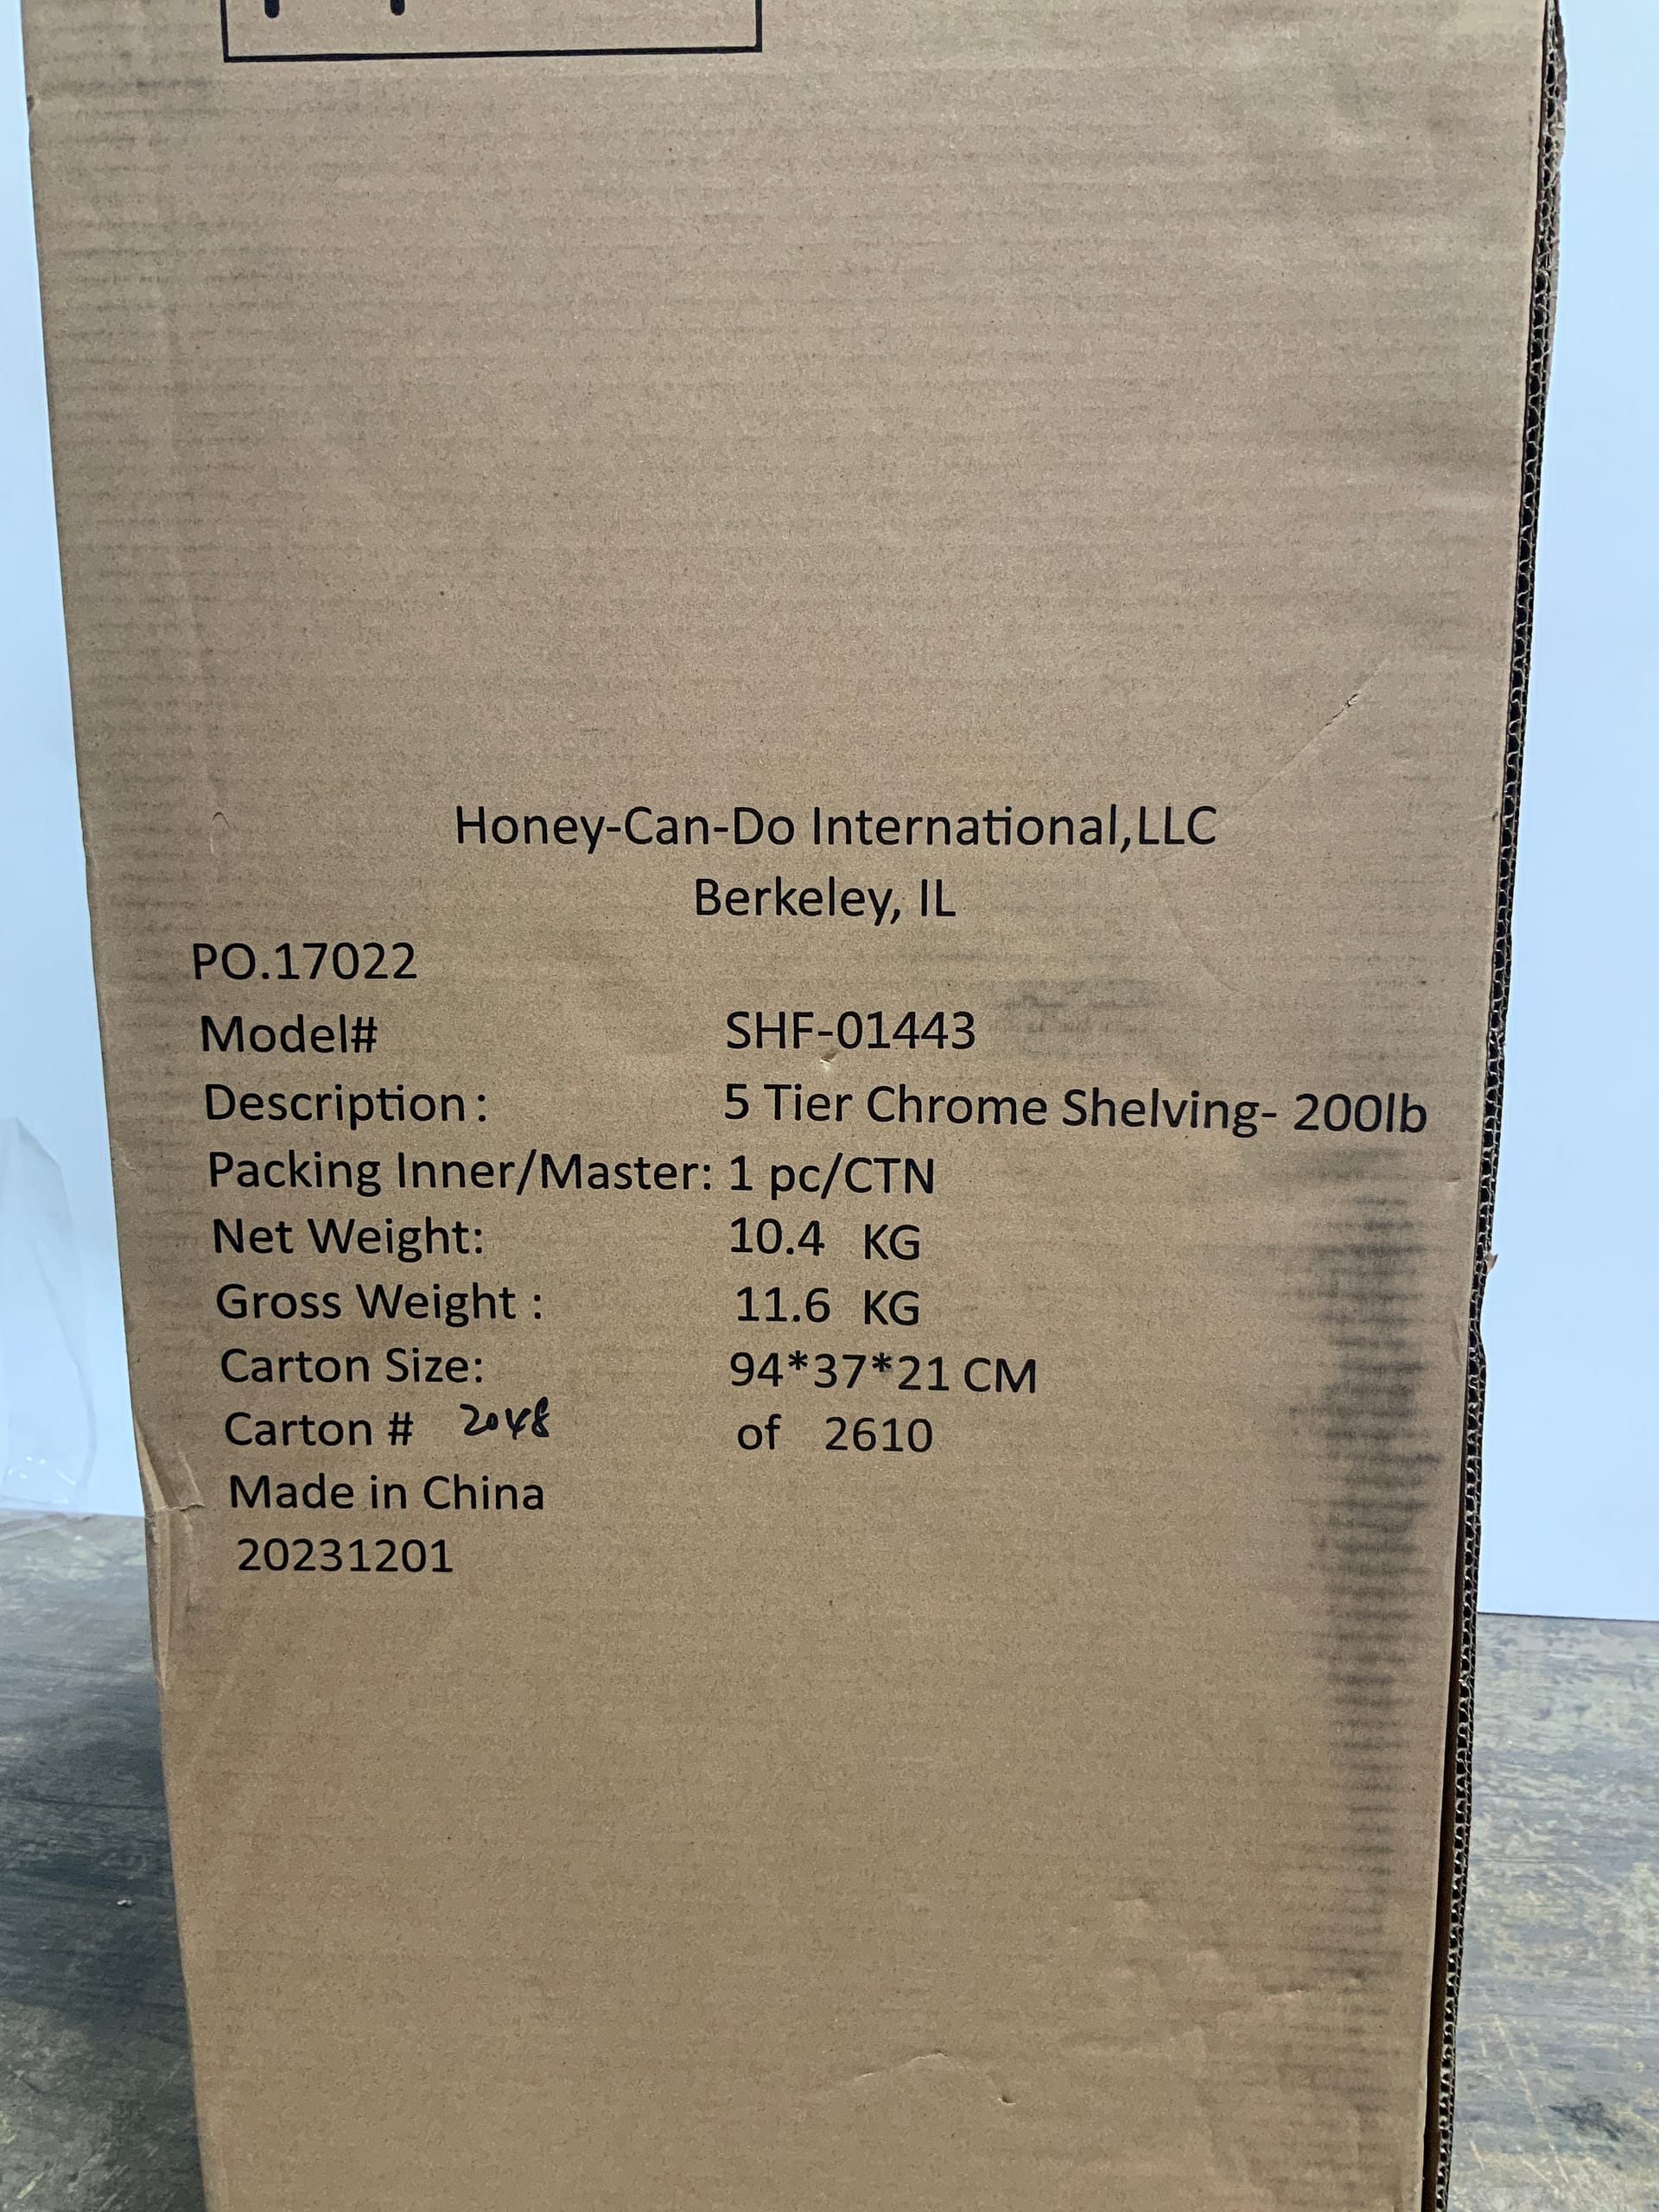 Honey-Can-Do International,LLC
Berkeley, IL
PO.17022
Model# SHF-01443
Description: 5 Tier Chrome Shelving- 200lb
Packing Inner/Master: 1 pc/CTN
Net Weight: 10.4 KG
Gross Weight : 11.6 KG
Carton Size: 94*37*21 CM
Carton # 2048 of 2610
Made in China
20231201